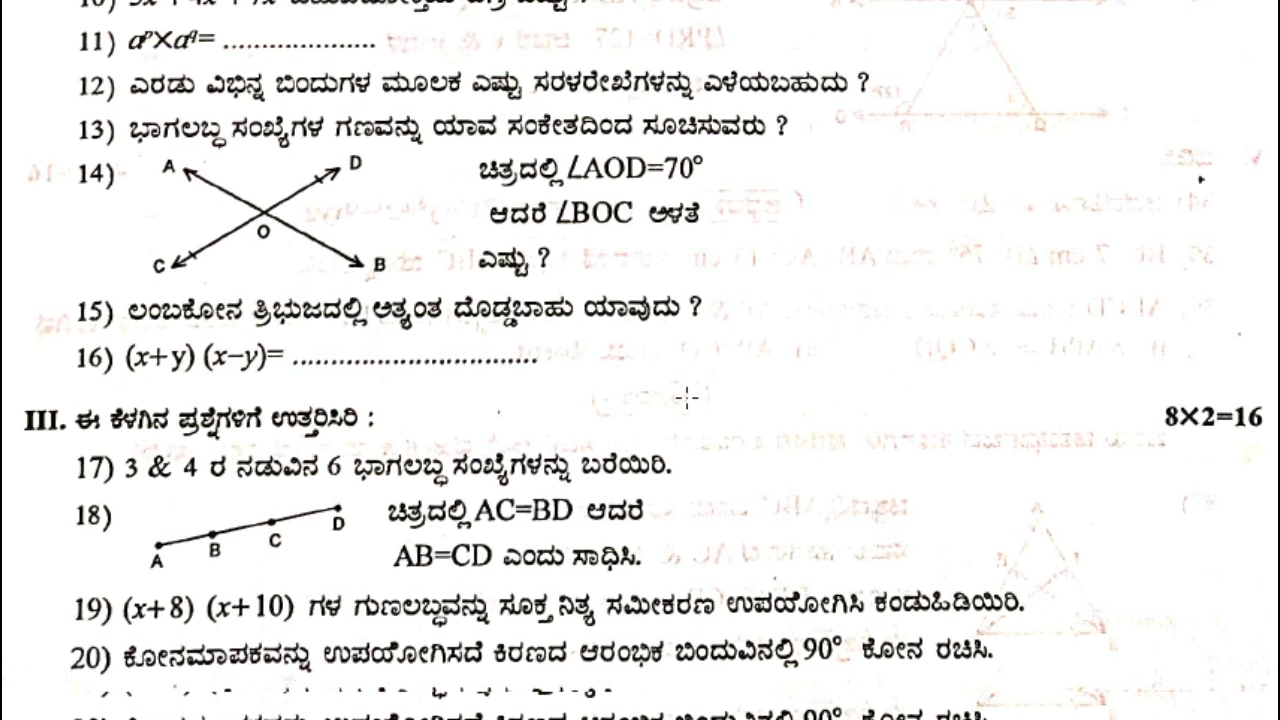 11) aᵖ×a^q= .....................
12) ಎರಡು ವಿಭಿನ್ನ ಬಿಂದುಗಳ ಮೂಲಕ ಎಷ್ಟು ಸರಳರೇಖೆಗಳನ್ನು ಎಳೆಯಬಹುದು ?
13) ಭಾಗಲಬ್ಧ ಸಂಖ್ಯೆಗಳ ಗಣವನ್ನು ಯಾವ ಸಂಕೇತದಿಂದ ಸೂಚಿಸುವರು ?
14) A D O C B
ಚಿತ್ರದಲ್ಲಿ ∠AOD=70°
ಆದರೆ ∠BOC ಅಳತೆ
ಎಷ್ಟು ?
15) ಲಂಬಕೋನ ತ್ರಿಭುಜದಲ್ಲಿ ಅತ್ಯಂತ ದೊಡ್ಡಬಾಹು ಯಾವುದು ?
16) (x+y) (x−y)= .................................
III. ಈ ಕೆಳಗಿನ ಪ್ರಶ್ನೆಗಳಿಗೆ ಉತ್ತರಿಸಿರಿ : 8×2=16
17) 3 & 4 ರ ನಡುವಿನ 6 ಭಾಗಲಬ್ಧ ಸಂಖ್ಯೆಗಳನ್ನು ಬರೆಯಿರಿ.
18) A B C D
ಚಿತ್ರದಲ್ಲಿ AC=BD ಆದರೆ
AB=CD ಎಂದು ಸಾಧಿಸಿ.
19) (x+8) (x+10) ಗಳ ಗುಣಲಬ್ಧವನ್ನು ಸೂಕ್ತ ನಿತ್ಯ ಸಮೀಕರಣ ಉಪಯೋಗಿಸಿ ಕಂಡುಹಿಡಿಯಿರಿ.
20) ಕೋನಮಾಪಕವನ್ನು ಉಪಯೋಗಿಸದೆ ಕಿರಣದ ಆರಂಭಿಕ ಬಿಂದುವಿನಲ್ಲಿ 90° ಕೋನ ರಚಿಸಿ.